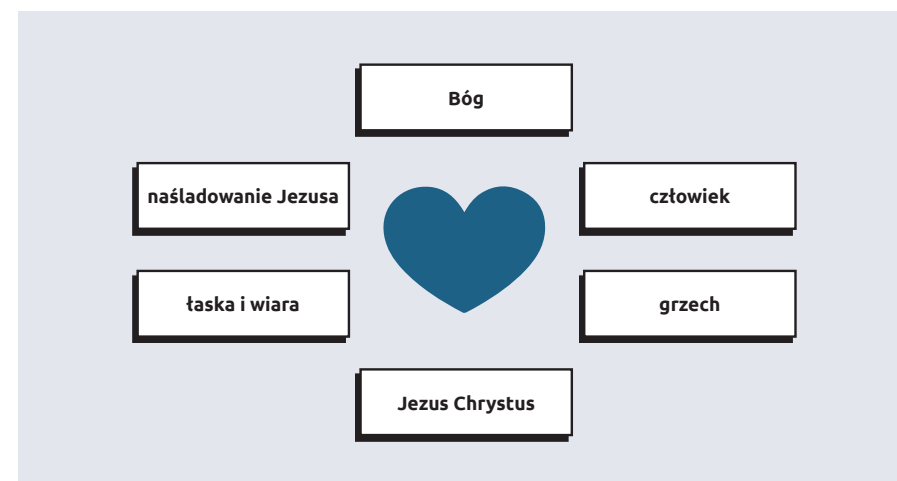 Bóg
naśladowanie Jezusa
człowiek
łaska i wiara
grzech
Jezus Chrystus